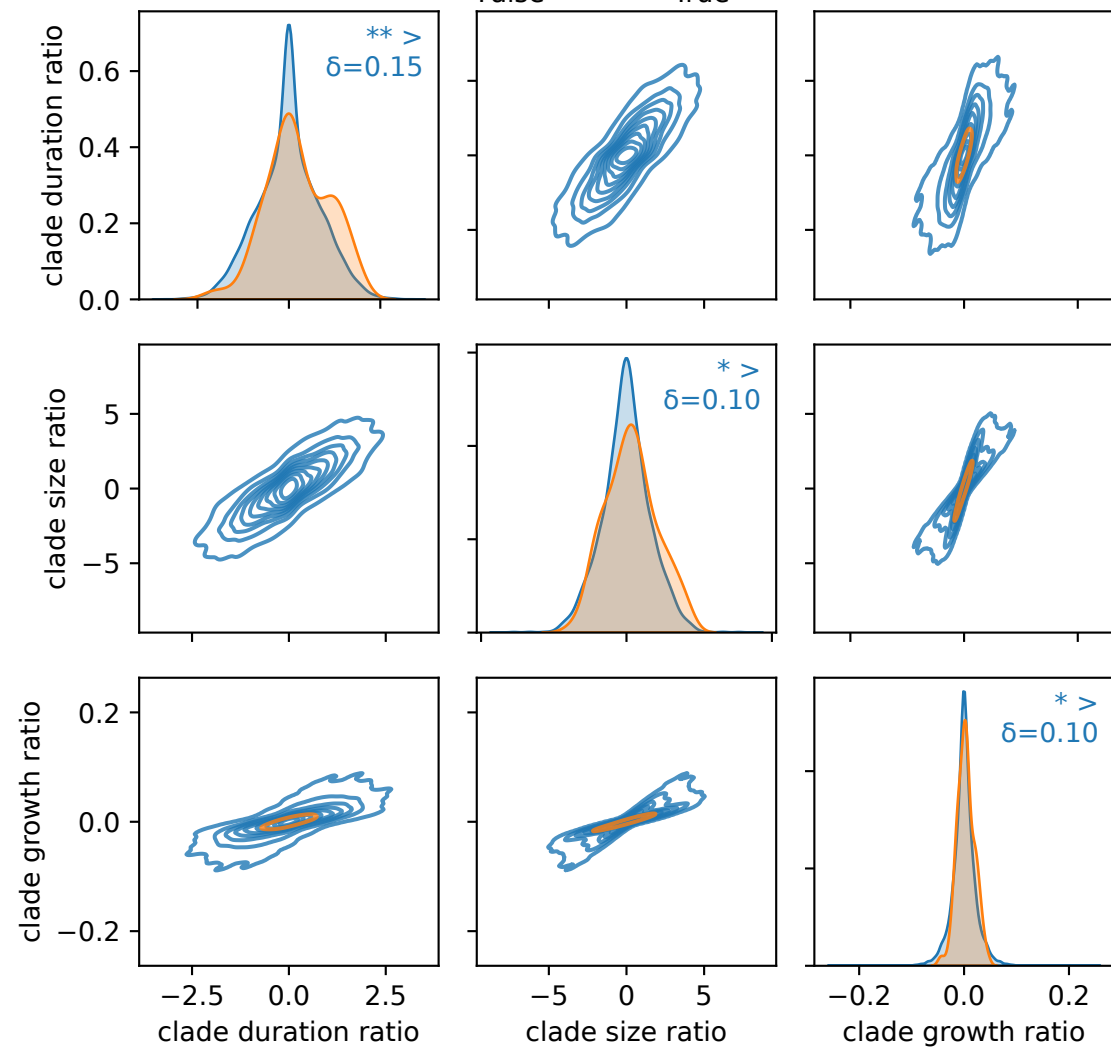 clade duration ratio
0.6
0.4
0.2
0.0
** >
δ=0.15
clade size ratio
5
0
−5
* >
δ=0.10
clade growth ratio
0.2
0.0
−0.2
* >
δ=0.10
−2.5 0.0 2.5
−5 0 5
−0.2 0.0 0.2
clade duration ratio
clade size ratio
clade growth ratio